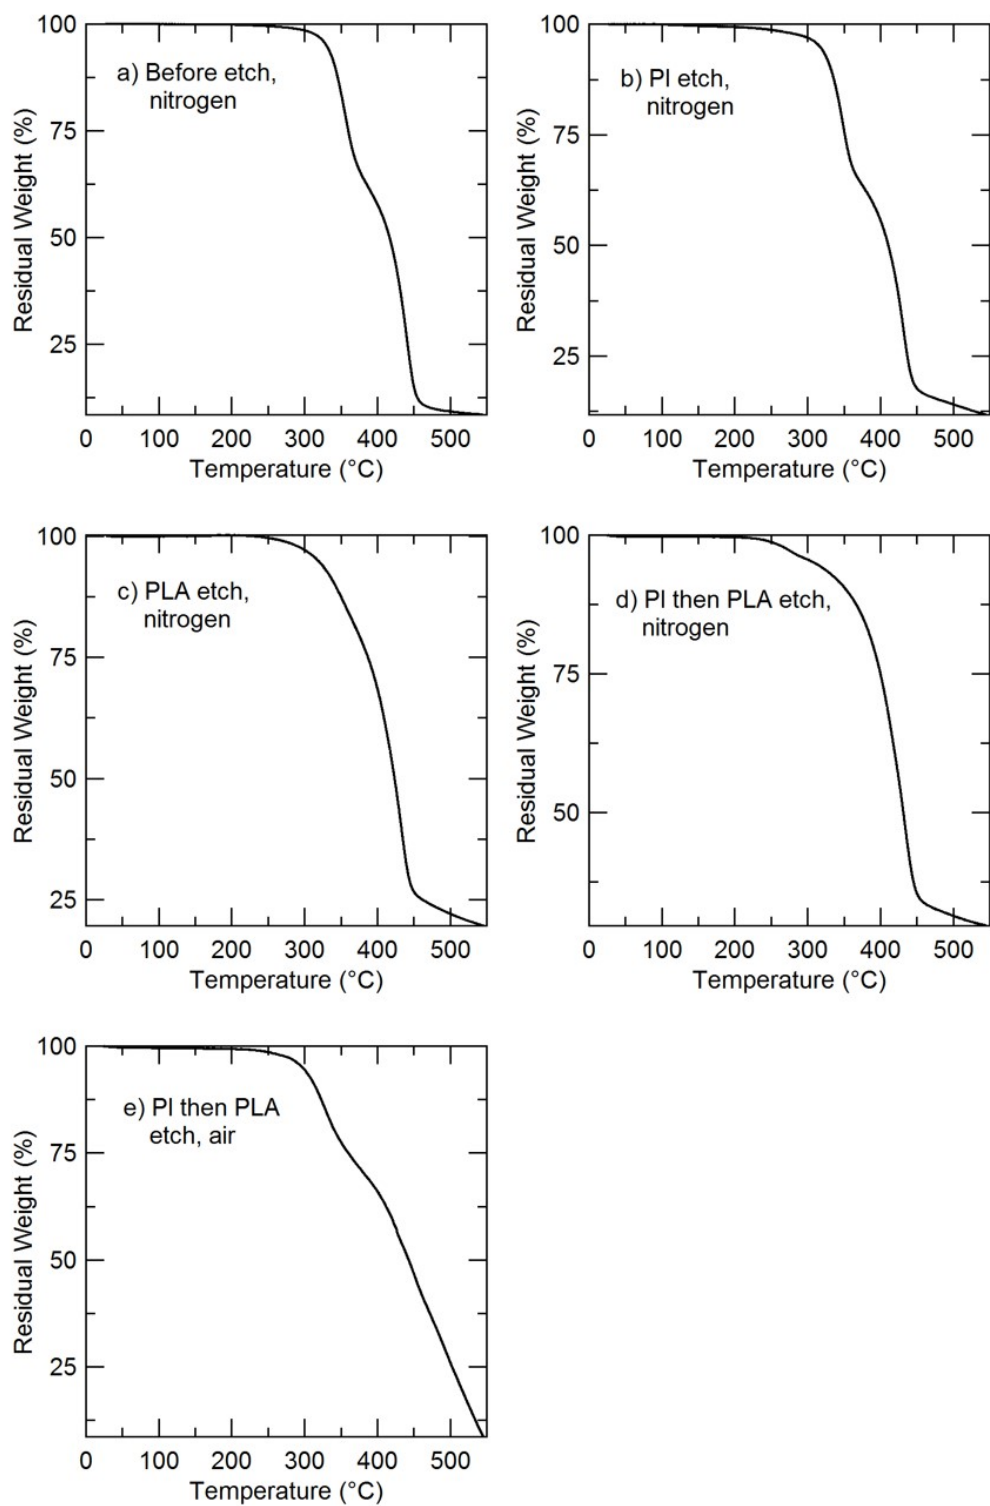 100
75
50
25
Residual Weight (%)
a) Before etch,
nitrogen
0 100 200 300 400 500
Temperature (°C)
100
75
50
25
Residual Weight (%)
b) PI etch,
nitrogen
0 100 200 300 400 500
Temperature (°C)
100
75
50
25
Residual Weight (%)
c) PLA etch,
nitrogen
0 100 200 300 400 500
Temperature (°C)
100
75
50
Residual Weight (%)
d) PI then PLA etch,
nitrogen
0 100 200 300 400 500
Temperature (°C)
100
75
50
25
Residual Weight (%)
e) PI then PLA
etch, air
0 100 200 300 400 500
Temperature (°C)